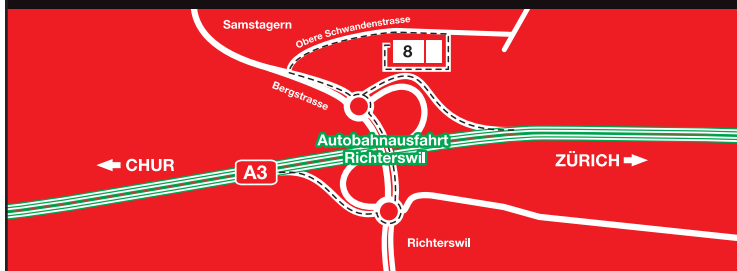 Samstagern
Obere Schwandenstrasse
8
Bergstrasse
Autobahnausfahrt
Richterswil
CHUR
ZÜRICH
A3
Richterswil